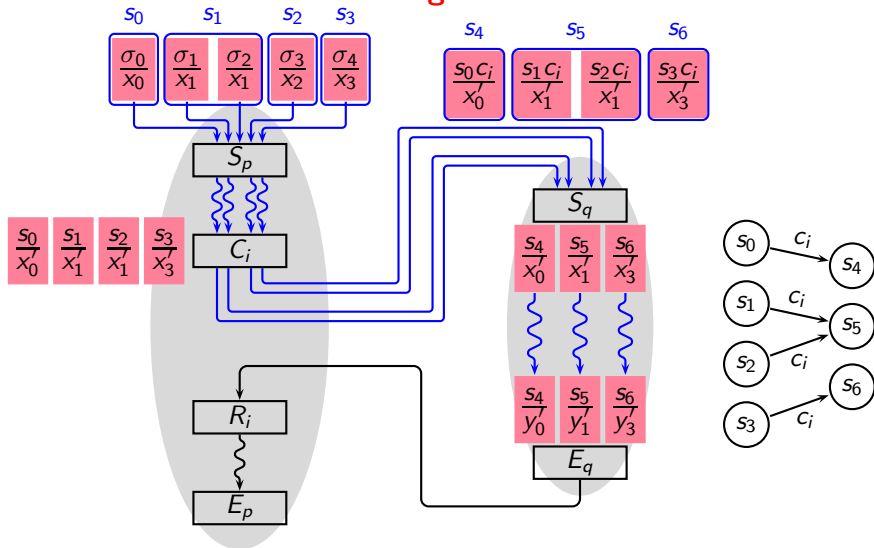 g
s0 s1 s2 s3
σ0/x0 σ1/x1 σ2/x1 σ3/x2 σ4/x3
s4 s5 s6
s0ci/x′0 s1ci/x′1 s2ci/x′1 s3ci/x′3
Sp
Ci
s0/x′0 s1/x′1 s2/x′1 s3/x′3
Sq
s4/x′0 s5/x′1 s6/x′3
s4/y′0 s5/y′1 s6/y′3
Eq
Ri
Ep
s0 ci s4
s1 ci s5
s2 ci
s3 ci s6